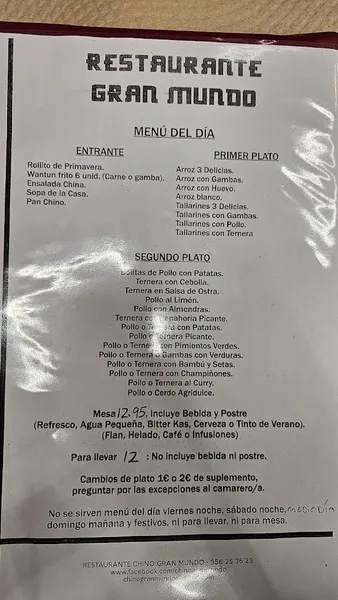 RESTAURANTE
GRAN MUNDO
MENÚ DEL DÍA
ENTRANTE
Rollito de Primavera.
Wantun frito 6 unid. (Carne o gamba).
Ensalada China.
Sopa de la Casa.
Pan Chino.
PRIMER PLATO
Arroz 3 Delicias.
Arroz con Gambas.
Arroz con Huevo.
Arroz blanco.
Tallarines 3 Delicias.
Tallarines con Gambas.
Tallarines con Pollo.
Tallarines con Ternera
SEGUNDO PLATO
Bolitas de Pollo con Patatas.
Ternera con Cebolla.
Ternera en Salsa de Ostra.
Pollo al Limón.
Pollo con Almendras.
Ternera con Zanahoria Picante.
Pollo o Ternera con Patatas.
Pollo o Ternera Picante.
Pollo o Ternera con Pimientos Verdes.
Pollo o Ternera o Gambas con Verduras.
Pollo o Ternera con Bambú y Setas.
Pollo o Ternera con Champiñones.
Pollo o Ternera al Curry.
Pollo o Cerdo Agridulce.
Mesa 12.95. Incluye Bebida y Postre
(Refresco, Agua Pequeña, Bitter Kas, Cerveza o Tinto de Verano).
(Flan, Helado, Café o Infusiones)
Para llevar 12 : No incluye bebida ni postre.
Cambios de plato 1€ o 2€ de suplemento,
preguntar por las excepciones al camarero/a.
No se sirven menú del día viernes noche, sábado noche, mediodía
domingo mañana y festivos, ni para llevar, ni para mesa.
RESTAURANTE CHINO GRAN MUNDO - 956 25 36 23